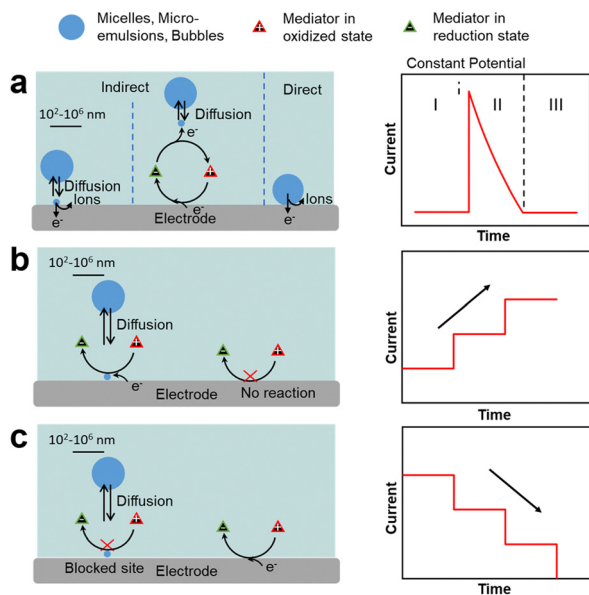 Micelles, Micro-
emulsions, Bubbles
Mediator in
oxidized state
Mediator in
reduction state
a
Indirect
Direct
10²-10⁶ nm
Diffusion
e⁻
Diffusion
Ions
e⁻
Ions
e⁻
e⁻
Electrode
Constant Potential
i
I
II
III
Current
Time
b
10²-10⁶ nm
Diffusion
e⁻
Electrode
No reaction
Current
Time
c
10²-10⁶ nm
Diffusion
Blocked site
Electrode
e⁻
Current
Time